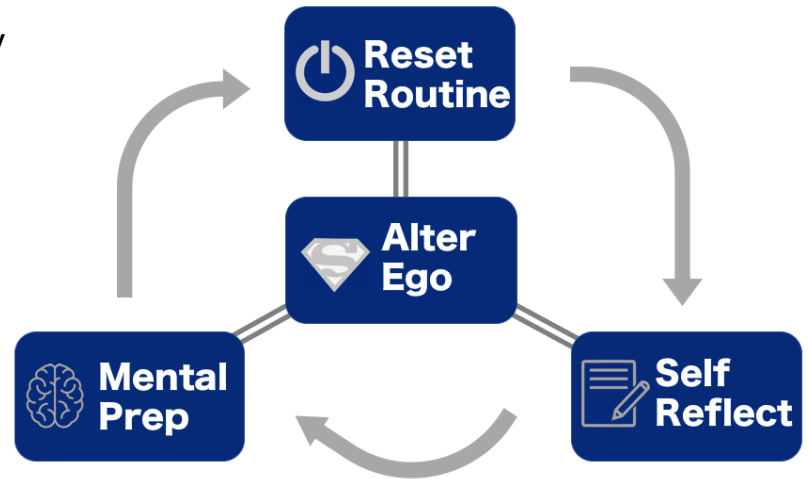 Reset
Routine
Alter
Ego
Mental
Prep
Self
Reflect